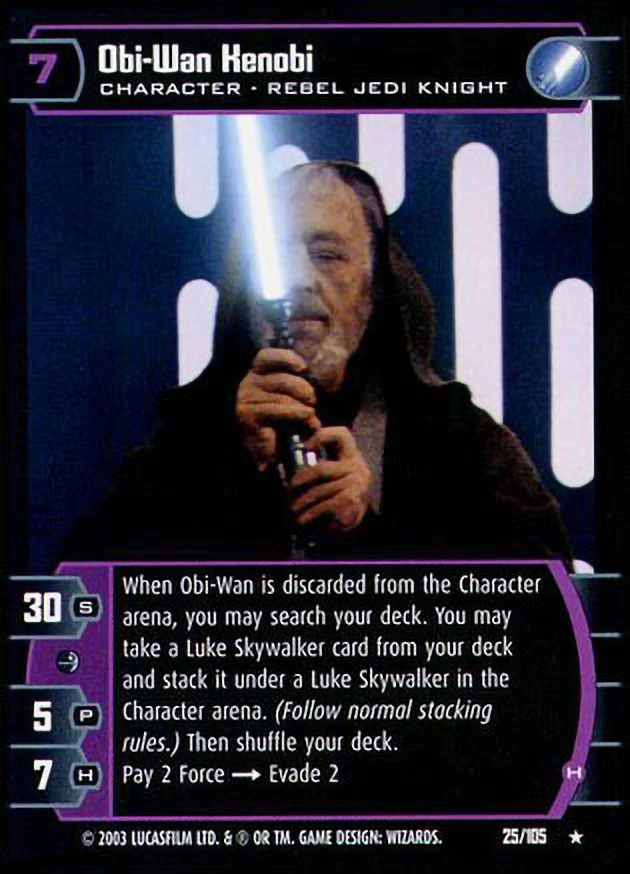 7
Obi-Wan Kenobi
CHARACTER • REBEL JEDI KNIGHT
30 S
5 P
7 H
When Obi-Wan is discarded from the Character
arena, you may search your deck. You may
take a Luke Skywalker card from your deck
and stack it under a Luke Skywalker in the
Character arena. (Follow normal stacking
rules.) Then shuffle your deck.
Pay 2 Force → Evade 2
H
© 2003 LUCASFILM LTD. & ® OR TM. GAME DESIGN: WIZARDS.
25/105 ★